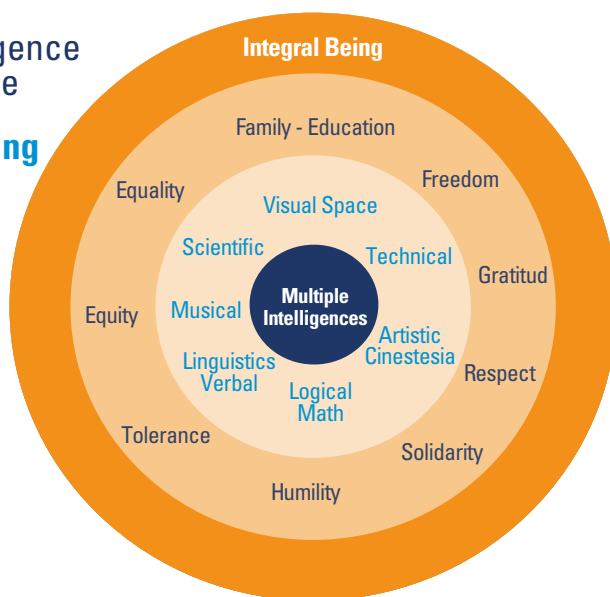 gence
e
ng
Integral Being
Family - Education
Freedom
Equality
Visual Space
Scientific
Technical
Gratitud
Multiple
Intelligences
Musical
Equity
Artistic
Cinestesia
Linguistics
Verbal
Respect
Logical
Math
Tolerance
Solidarity
Humility